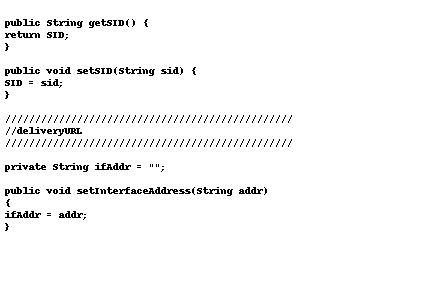 public String getSID() {
return SID;
}
public void setSID(String sid) {
SID = sid;
}
////////////////////////////////////////////////
//deliveryURL
////////////////////////////////////////////////
private String ifAddr = "";
public void setInterfaceAddress(String addr)
{
ifAddr = addr;
}